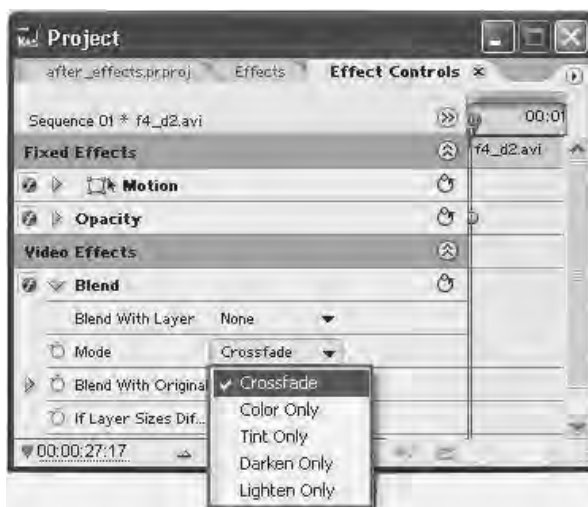 Project
after_effects.prproj Effects Effect Controls ×
Sequence 01 * f4_d2.avi 00:01
Fixed Effects f4_d2.avi
Motion
Opacity
Video Effects
Blend
Blend With Layer None
Mode Crossfade
Blend With Original
If Layer Sizes Dif...
00:00:27:17
Crossfade
Color Only
Tint Only
Darken Only
Lighten Only